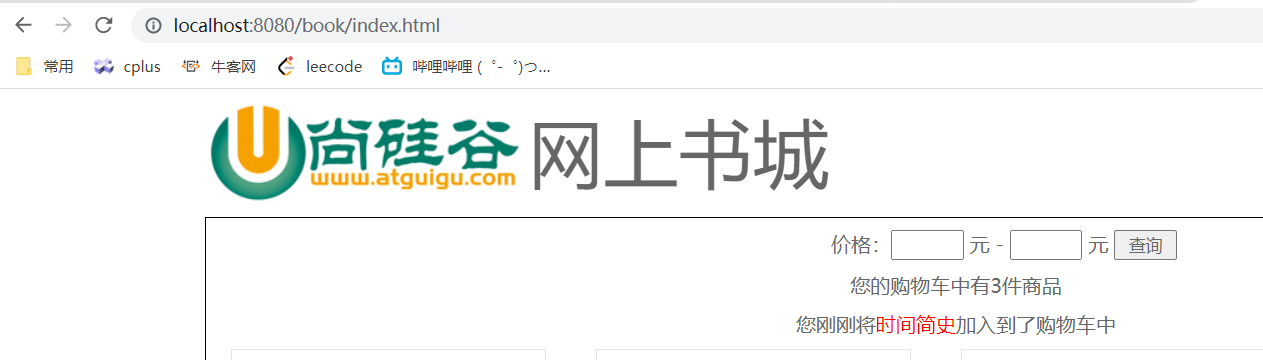 localhost:8080/book/index.html
常用 cplus 牛客网 leecode 哔哩哔哩 (゜-゜)つ...
尚硅谷 网上书城
www.atguigu.com
价格： 元 - 元 查询
您的购物车中有3件商品
您刚刚将时间简史加入到了购物车中